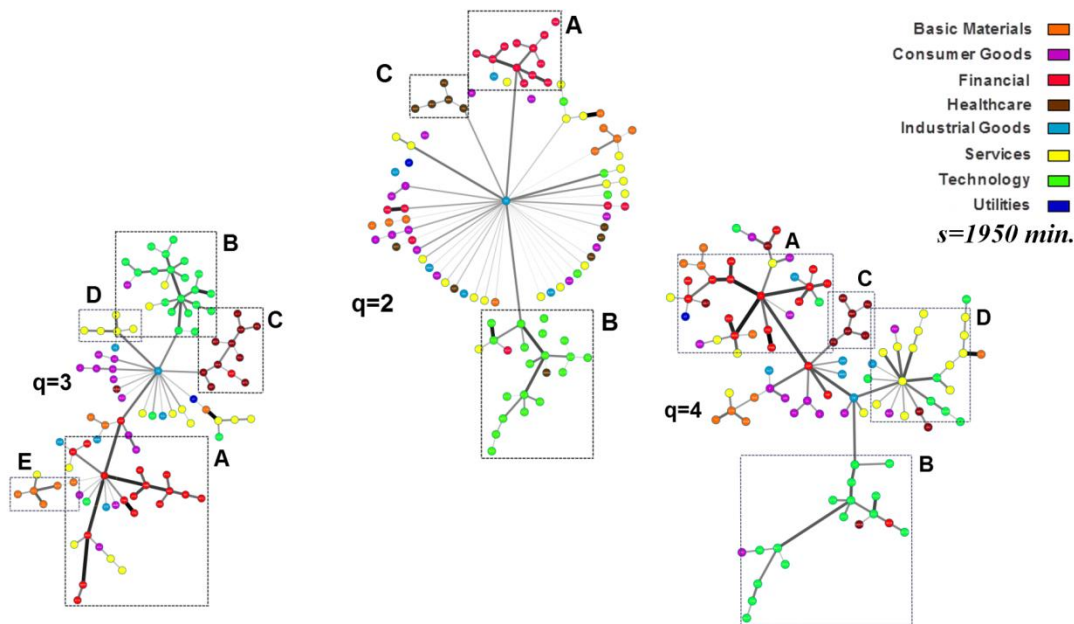 Basic Materials
Consumer Goods
Financial
Healthcare
Industrial Goods
Services
Technology
Utilities
s=1950 min.
A
C
q=2
B
B
D
C
q=3
A
E
A
C
D
q=4
B